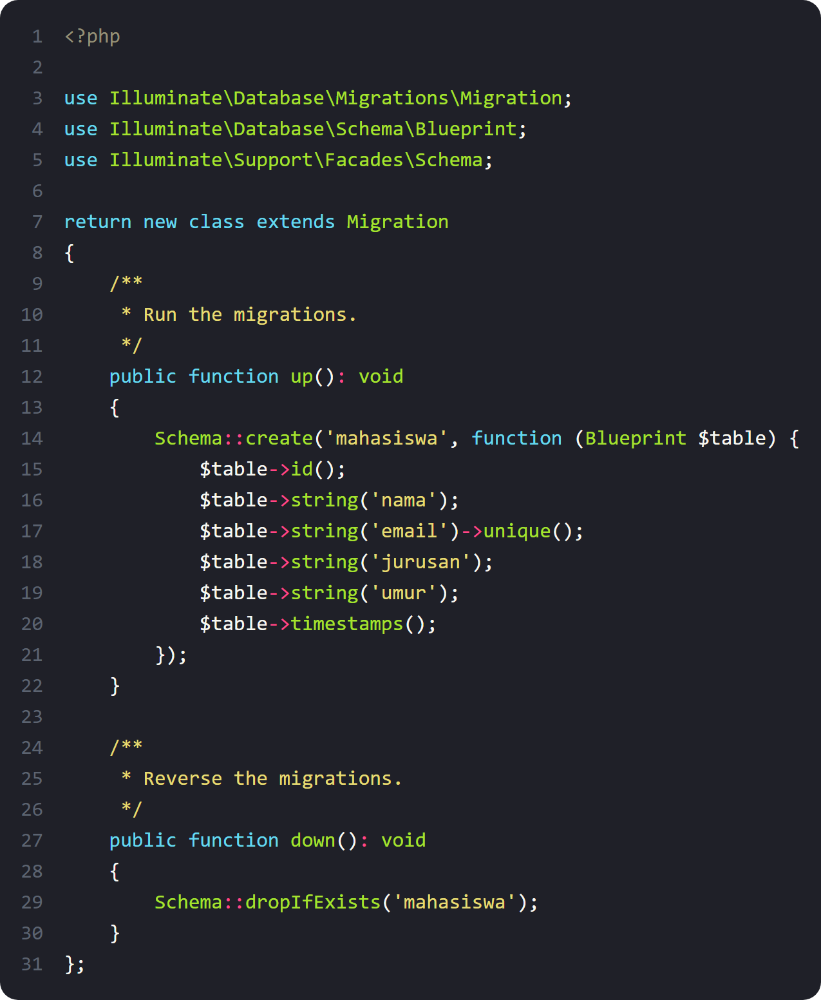 1 <?php
2
3 use Illuminate\Database\Migrations\Migration;
4 use Illuminate\Database\Schema\Blueprint;
5 use Illuminate\Support\Facades\Schema;
6
7 return new class extends Migration
8 {
9     /**
10      * Run the migrations.
11      */
12     public function up(): void
13     {
14         Schema::create('mahasiswa', function (Blueprint $table) {
15             $table->id();
16             $table->string('nama');
17             $table->string('email')->unique();
18             $table->string('jurusan');
19             $table->string('umur');
20             $table->timestamps();
21         });
22     }
23
24     /**
25      * Reverse the migrations.
26      */
27     public function down(): void
28     {
29         Schema::dropIfExists('mahasiswa');
30     }
31 };